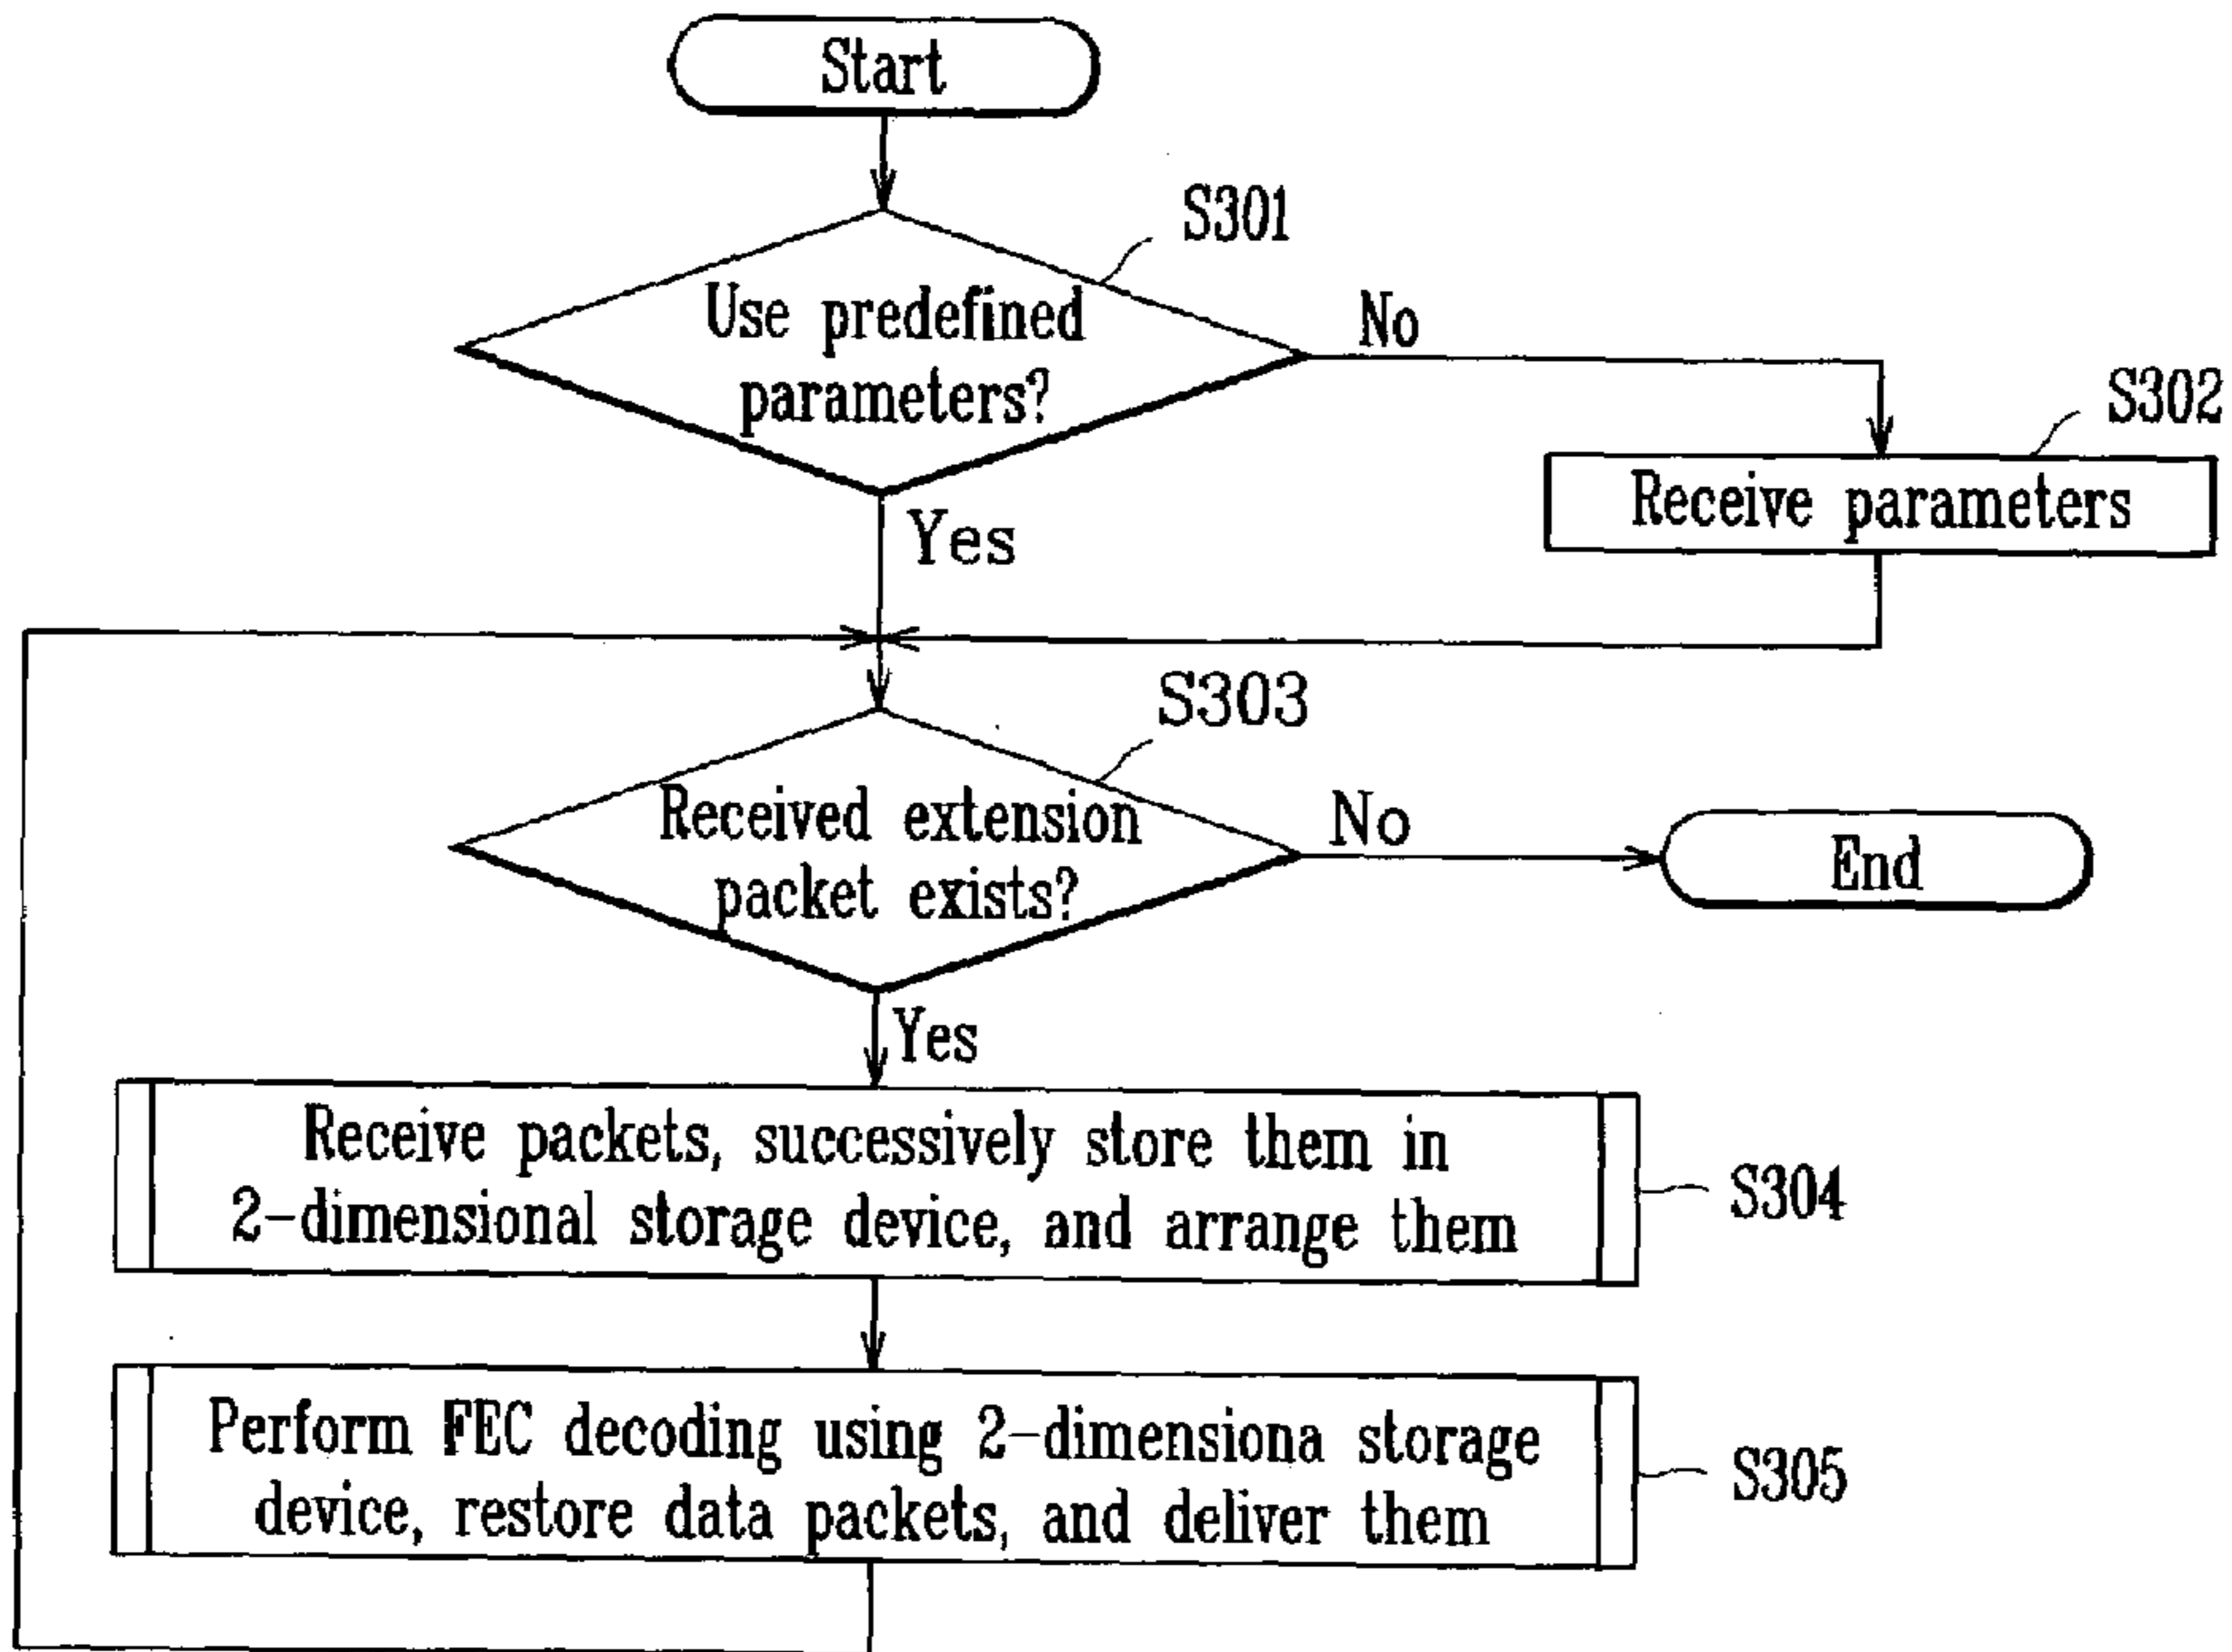 Start
S301
Use predefined
parameters?
No
S302
Receive parameters
Yes
S303
Received extension
packet exists?
No
End
Yes
Receive packets, successively store them in
2-dimensional storage device, and arrange them
S304
Perform FEC decoding using 2-dimensiona storage
device, restore data packets, and deliver them
S305